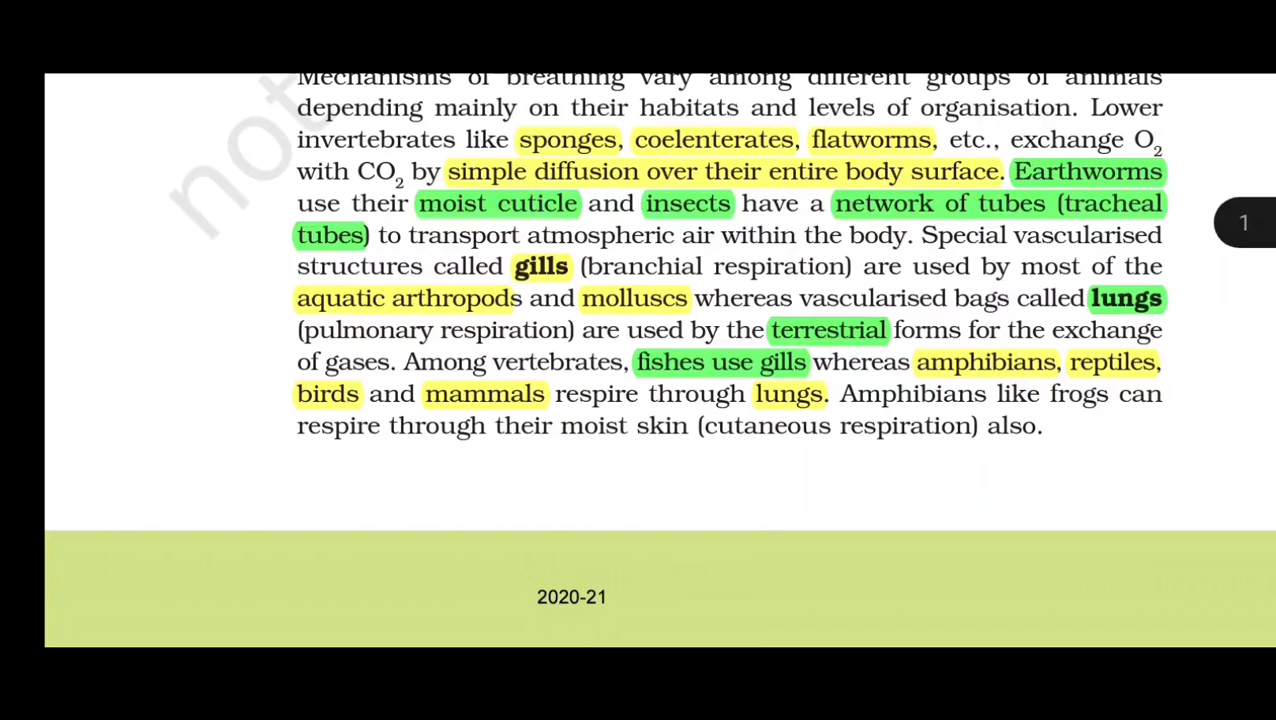 Mechanisms of breathing vary among different groups of animals
depending mainly on their habitats and levels of organisation. Lower
invertebrates like sponges, coelenterates, flatworms, etc., exchange O2
with CO2 by simple diffusion over their entire body surface. Earthworms
use their moist cuticle and insects have a network of tubes (tracheal
tubes) to transport atmospheric air within the body. Special vascularised
structures called gills (branchial respiration) are used by most of the
aquatic arthropods and molluscs whereas vascularised bags called lungs
(pulmonary respiration) are used by the terrestrial forms for the exchange
of gases. Among vertebrates, fishes use gills whereas amphibians, reptiles,
birds and mammals respire through lungs. Amphibians like frogs can
respire through their moist skin (cutaneous respiration) also.
not
1
2020-21